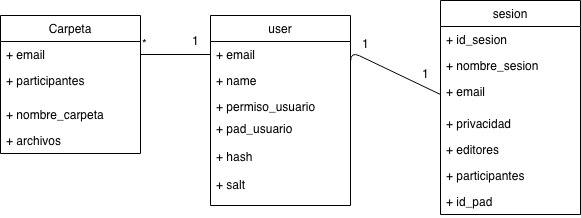 Carpeta
+ email
+ participantes
+ nombre_carpeta
+ archivos
*
1
user
+ email
+ name
+ permiso_usuario
+ pad_usuario
+ hash
+ salt
1
1
sesion
+ id_sesion
+ nombre_sesion
+ email
+ privacidad
+ editores
+ participantes
+ id_pad